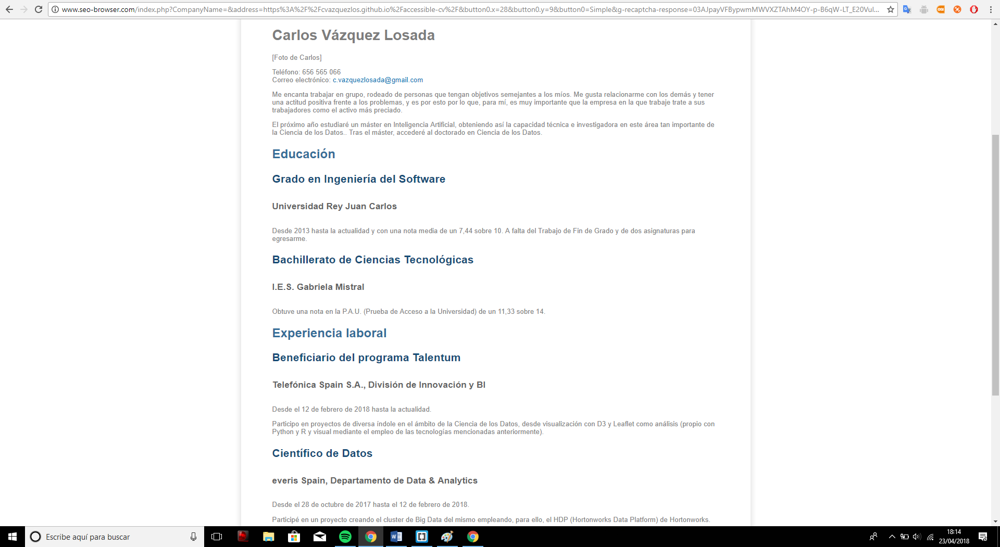 www.seo-browser.com/index.php?CompanyName=&address=https%3A%2F%2Fcvazquezlos.github.io%2Faccessible-cv%2F&button0.x=28&button0.y=9&button0=Simple&g-recaptcha-response=03AJpayVFBypwmMWVXZTAhM4OY-p-B6qW-LT_E20Vul...
Carlos Vázquez Losada
[Foto de Carlos]
Teléfono: 656 565 066
Correo electrónico: c.vazquezlosada@gmail.com
Me encanta trabajar en grupo, rodeado de personas que tengan objetivos semejantes a los míos. Me gusta relacionarme con los demás y tener
una actitud positiva frente a los problemas, y es por esto por lo que, para mí, es muy importante que la empresa en la que trabaje trate a sus
trabajadores como el activo más preciado.
El próximo año estudiaré un máster en Inteligencia Artificial, obteniendo así la capacidad técnica e investigadora en este área tan importante de
la Ciencia de los Datos.. Tras el máster, accederé al doctorado en Ciencia de los Datos.
Educación
Grado en Ingeniería del Software
Universidad Rey Juan Carlos
Desde 2013 hasta la actualidad y con una nota media de un 7,44 sobre 10. A falta del Trabajo de Fin de Grado y de dos asignaturas para
egresarme.
Bachillerato de Ciencias Tecnológicas
I.E.S. Gabriela Mistral
Obtuve una nota en la P.A.U. (Prueba de Acceso a la Universidad) de un 11,33 sobre 14.
Experiencia laboral
Beneficiario del programa Talentum
Telefónica Spain S.A., División de Innovación y BI
Desde el 12 de febrero de 2018 hasta la actualidad.
Participo en proyectos de diversa índole en el ámbito de la Ciencia de los Datos, desde visualización con D3 y Leaflet como análisis (propio con
Python y R y visual mediante el empleo de las tecnologías mencionadas anteriormente).
Científico de Datos
everis Spain, Departamento de Data & Analytics
Desde el 28 de octubre de 2017 hasta el 12 de febrero de 2018.
Participé en un proyecto creando el cluster de Big Data del mismo empleando, para ello, el HDP (Hortonworks Data Platform) de Hortonworks.
Escribe aquí para buscar
18:14
23/04/2018